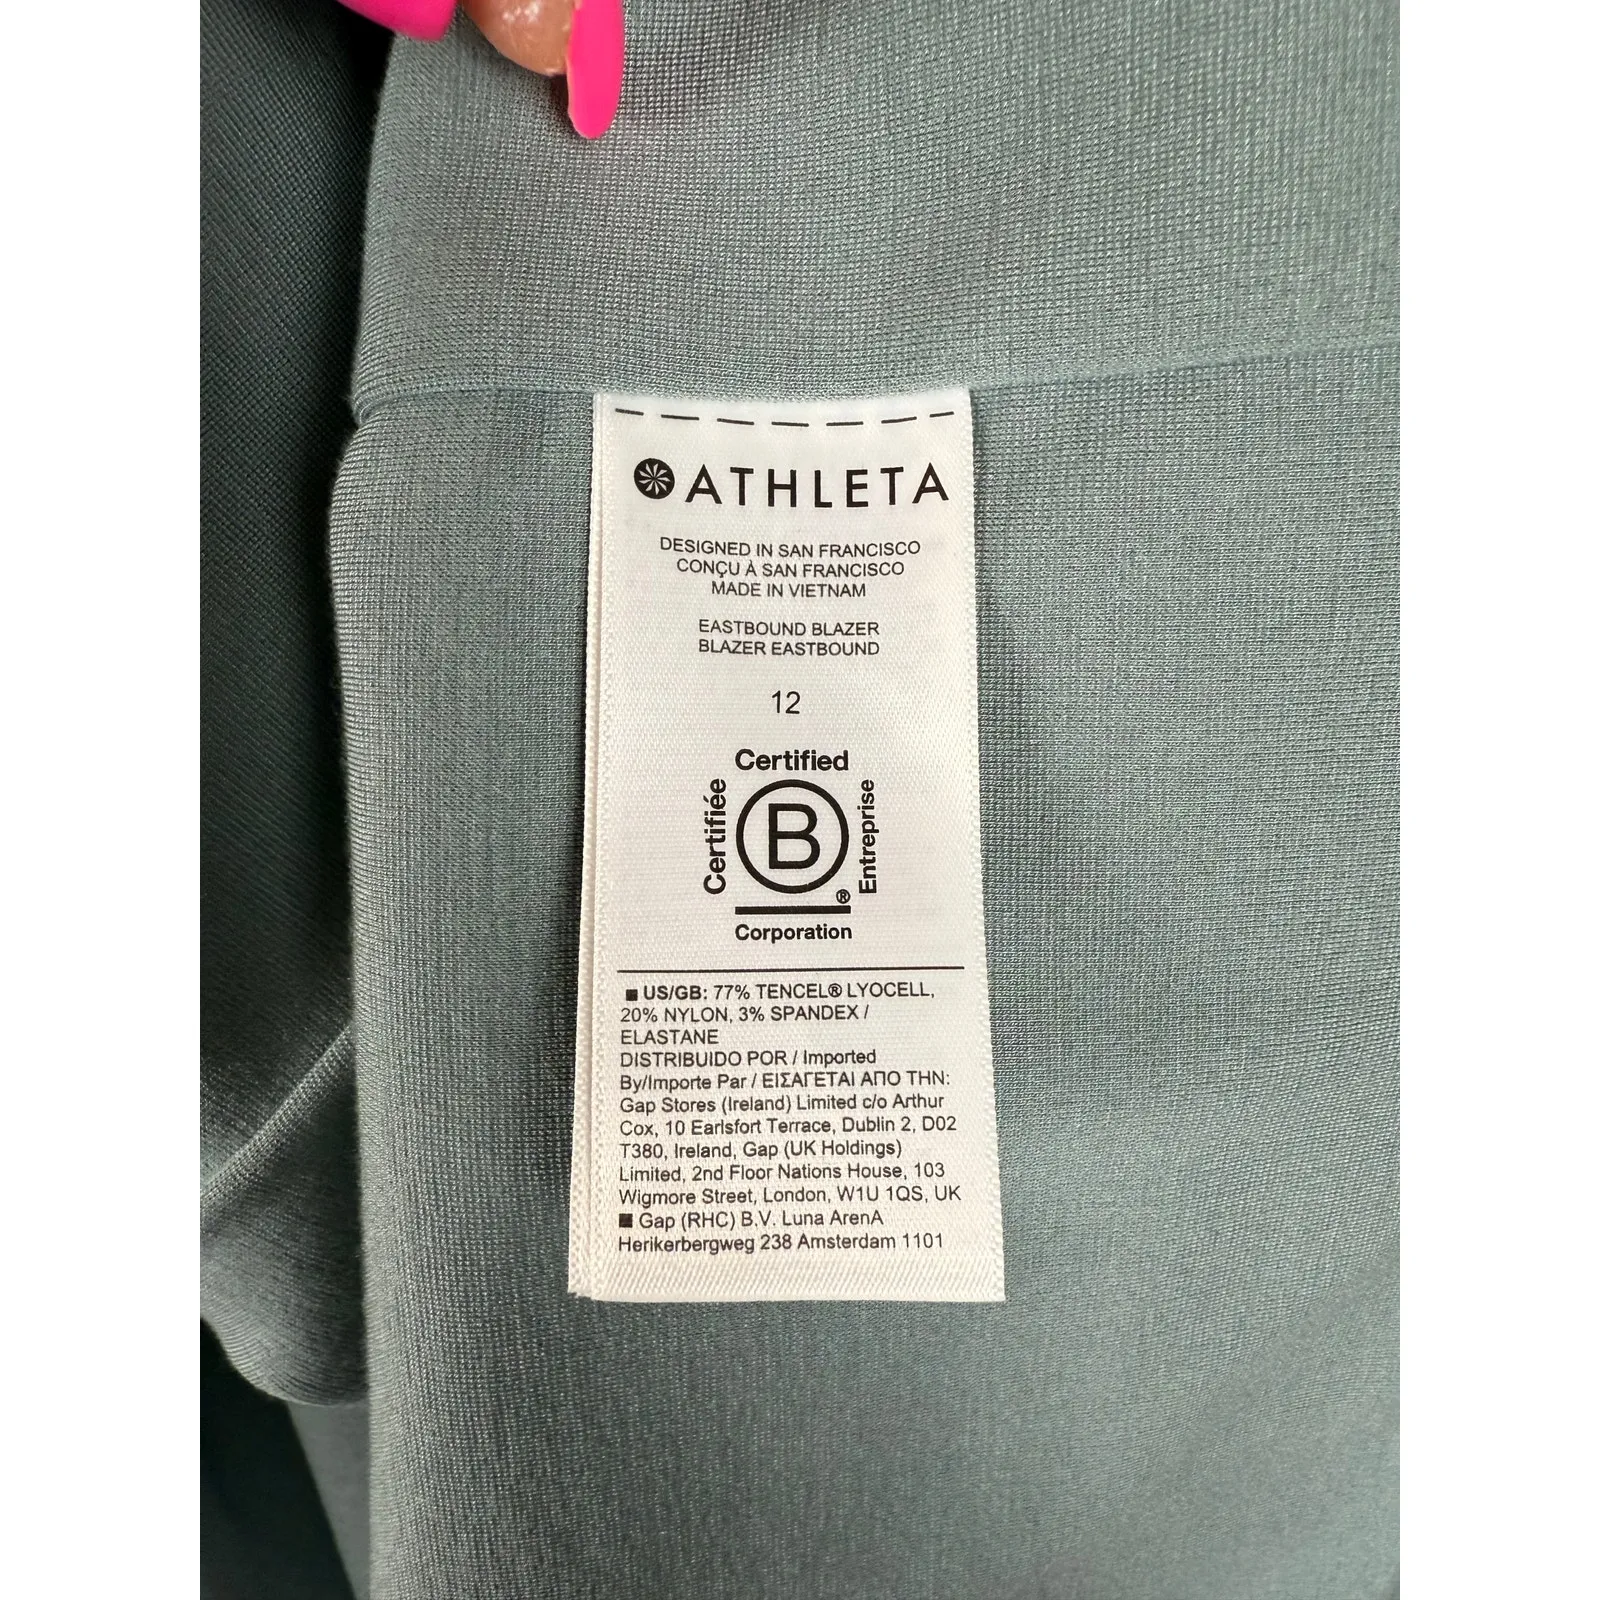 ATHLETA
DESIGNED IN SAN FRANCISCO
CONÇU À SAN FRANCISCO
MADE IN VIETNAM
EASTBOUND BLAZER
BLAZER EASTBOUND
12
Certified
Certifiée
B
Entreprise
®
Corporation
■ US/GB: 77% TENCEL® LYOCELL,
20% NYLON, 3% SPANDEX /
ELASTANE
DISTRIBUIDO POR / Imported
By/Importe Par / ΕΙΣΑΓΕΤΑΙ ΑΠΟ ΤΗΝ:
Gap Stores (Ireland) Limited c/o Arthur
Cox, 10 Earlsfort Terrace, Dublin 2, D02
T380, Ireland, Gap (UK Holdings)
Limited, 2nd Floor Nations House, 103
Wigmore Street, London, W1U 1QS, UK
■ Gap (RHC) B.V. Luna ArenA
Herikerbergweg 238 Amsterdam 1101